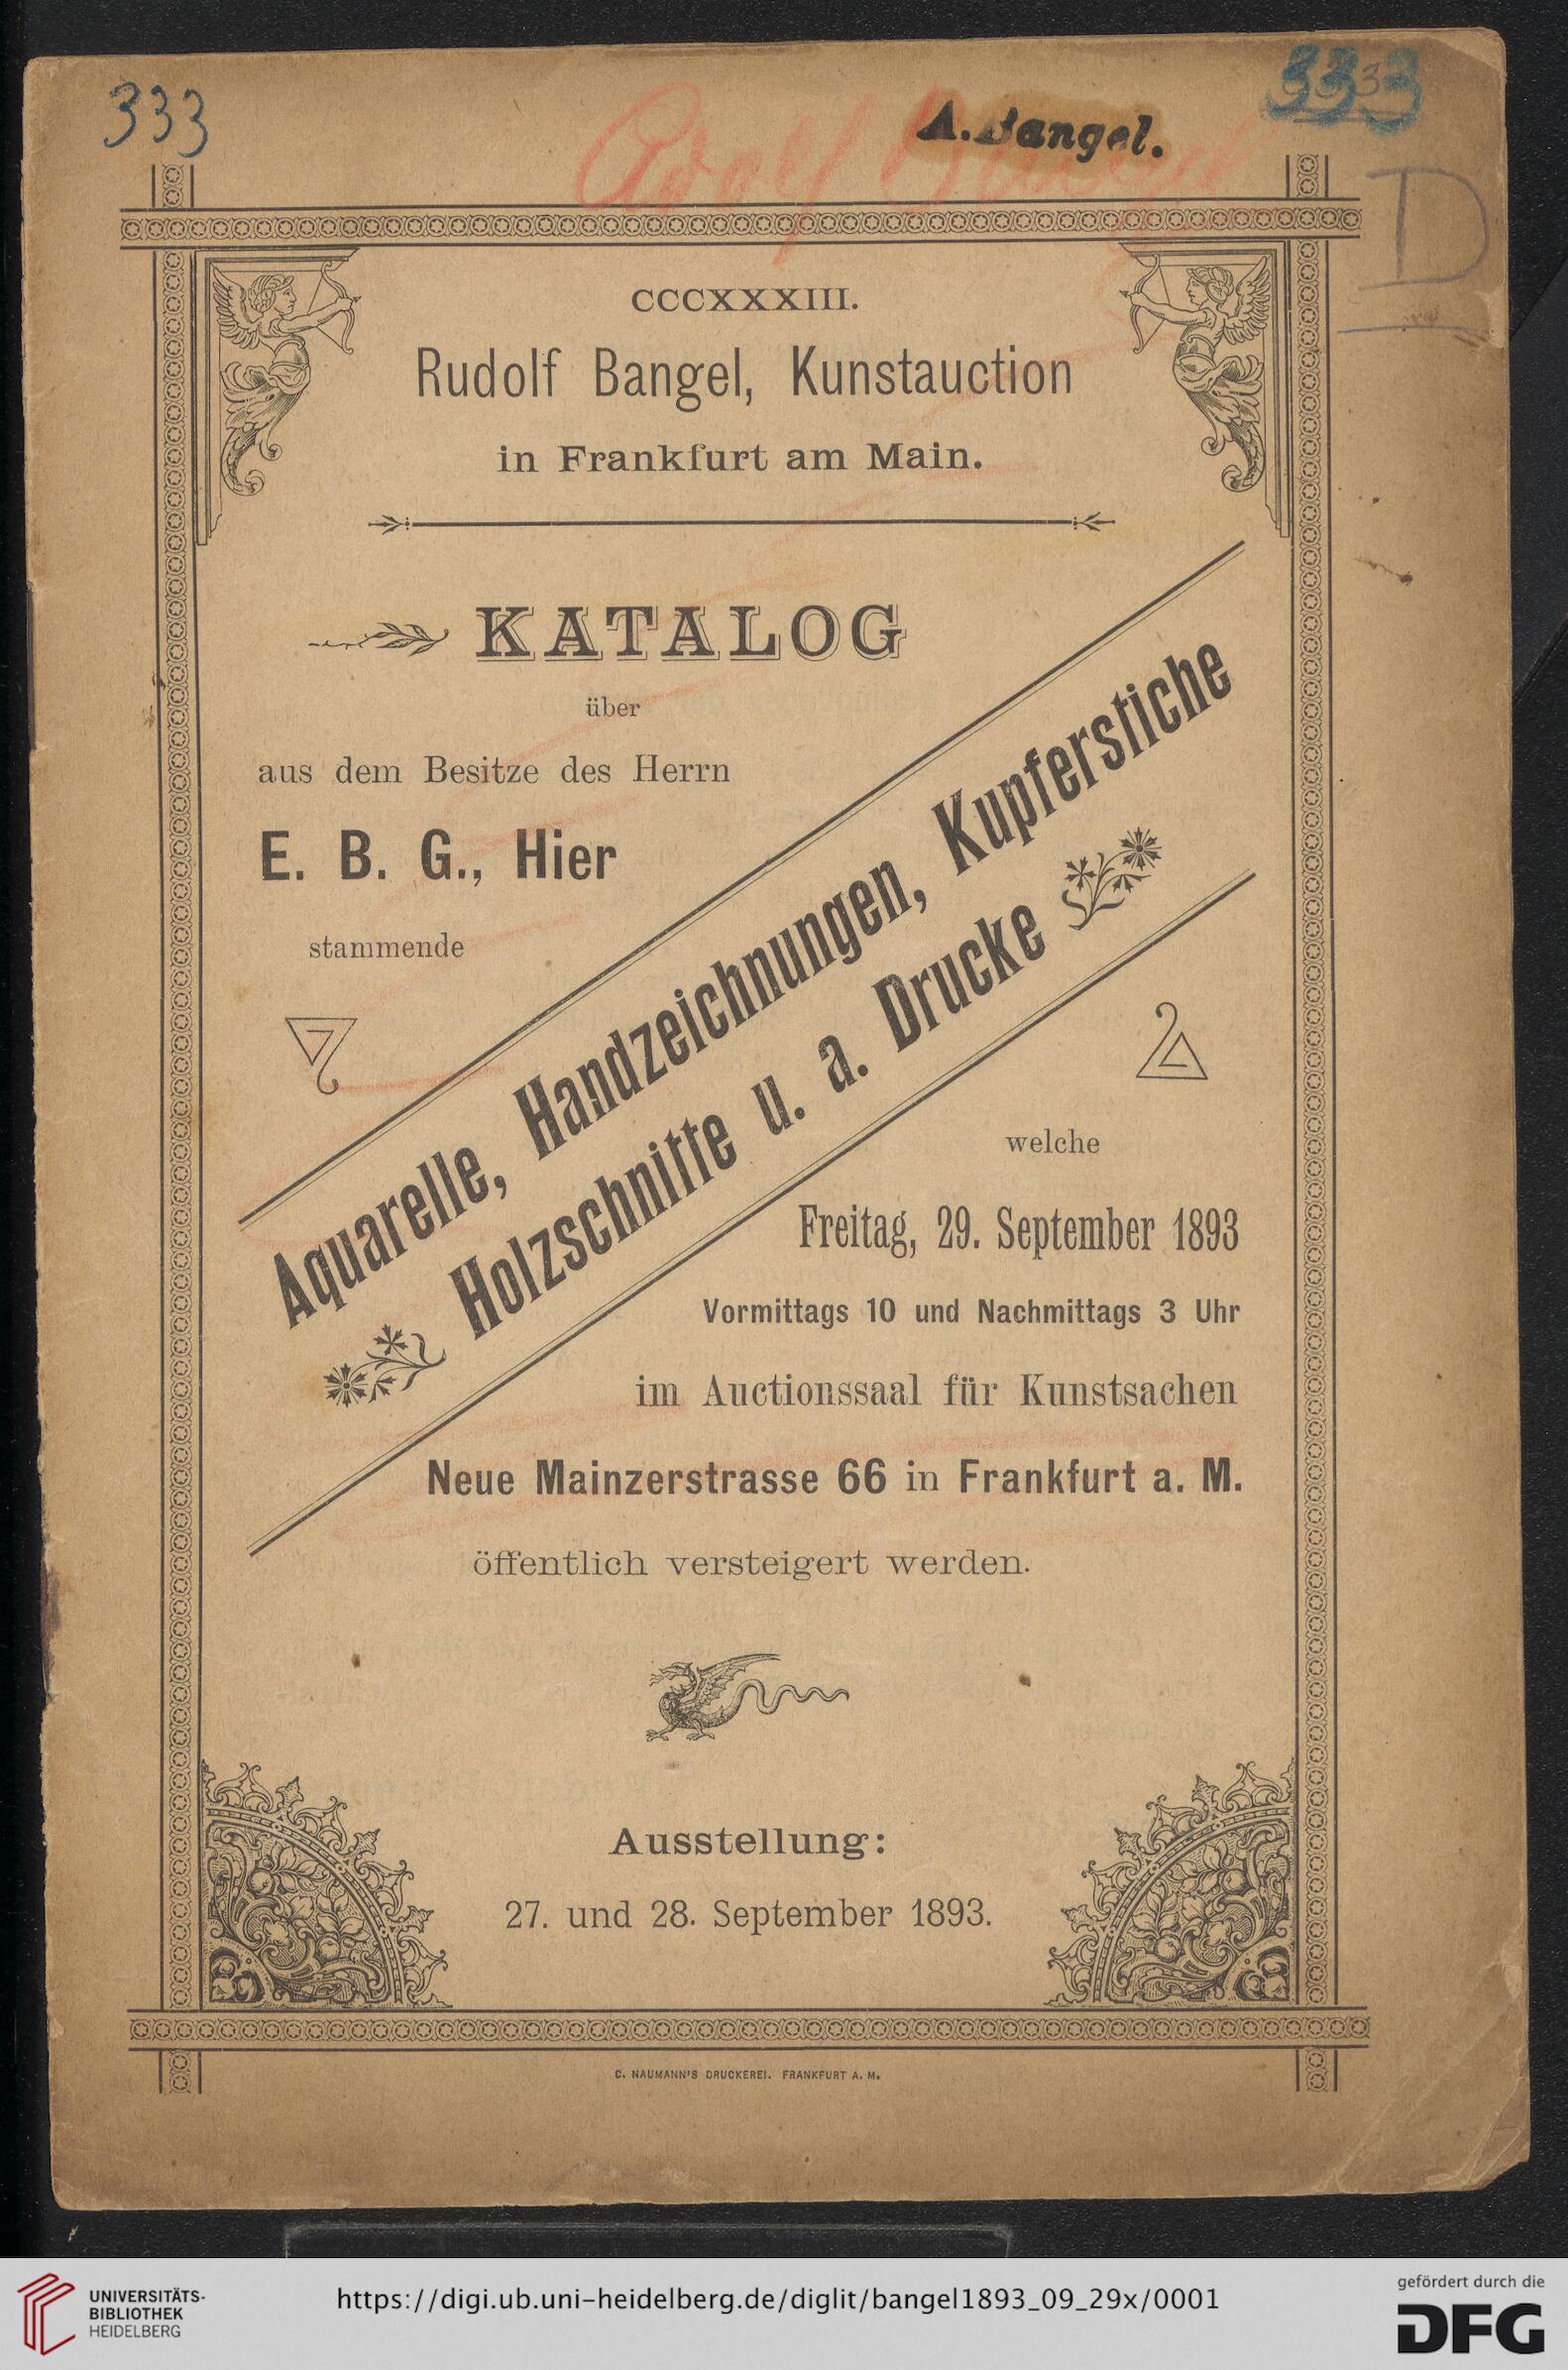 333
A. Bangel.
333
Adolf Bangel
D
CCCXXXIII.
Rudolf Bangel, Kunstauction
in Frankfurt am Main.
KATALOG
über
aus dem Besitze des Herrn
E. B. G., Hier
stammende
Aquarelle, Handzeichnungen, Kupferstiche
Holzschnitte u. a. Drucke
welche
Freitag, 29. September 1893
Vormittags 10 und Nachmittags 3 Uhr
im Auctionssaal für Kunstsachen
Neue Mainzerstrasse 66 in Frankfurt a. M.
öffentlich versteigert werden.
Ausstellung:
27. und 28. September 1893.
C. NAUMANN'S DRUCKEREI. FRANKFURT A. M.
UNIVERSITÄTS-
BIBLIOTHEK
HEIDELBERG
https://digi.ub.uni-heidelberg.de/diglit/bangel1893_09_29x/0001
gefördert durch die
DFG